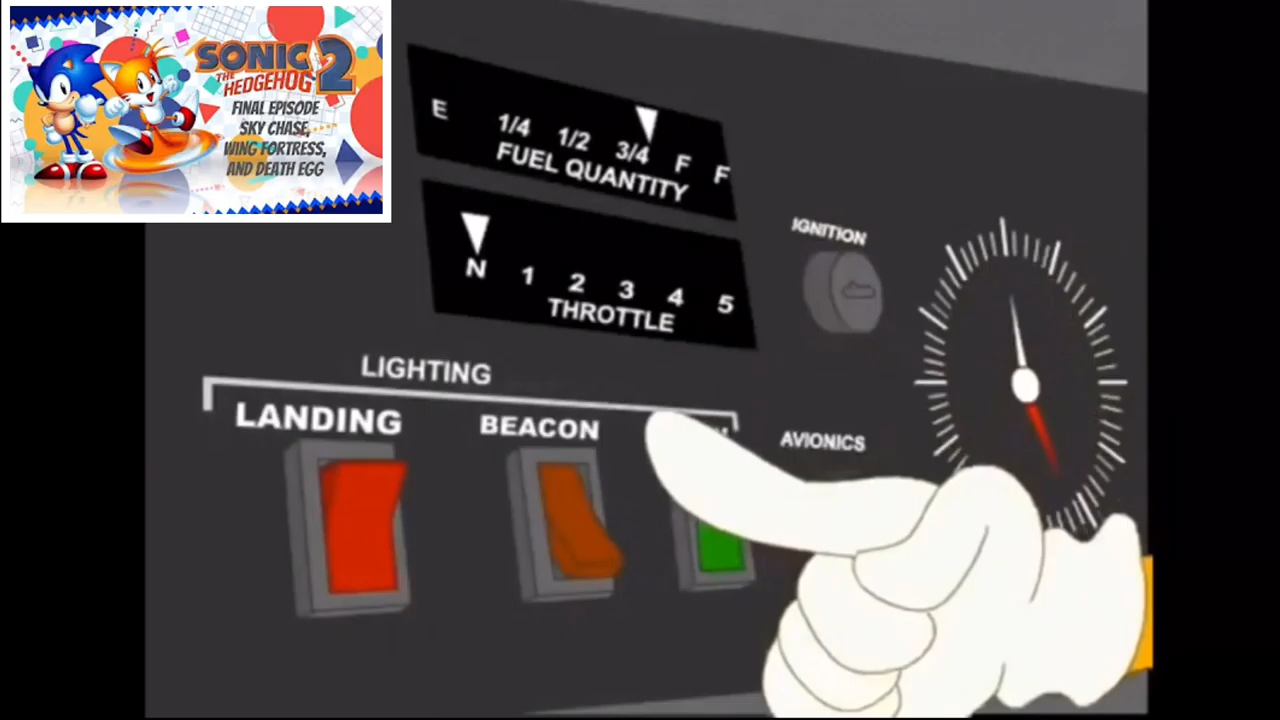 SONIC
THE
HEDGEHOG 2
FINAL EPISODE
SKY CHASE,
WING FORTRESS,
AND DEATH EGG
E 1/4 1/2 3/4 F F
FUEL QUANTITY
N 1 2 3 4 5
THROTTLE
IGNITION
LIGHTING
LANDING BEACON
AVIONICS